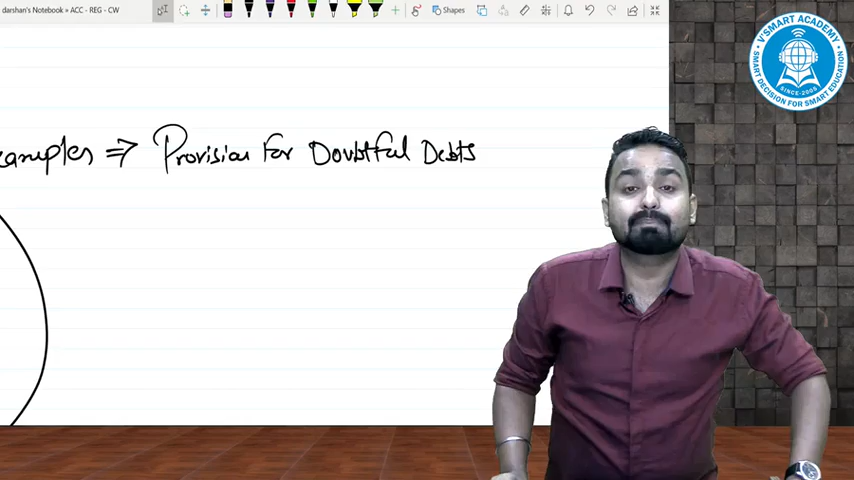 darshan's Notebook » ACC - REG - CW
Shapes
V'SMART ACADEMY
SMART DECISION FOR SMART EDUCATION
SINCE-2005
⇒ Provision For Doubtful Debts